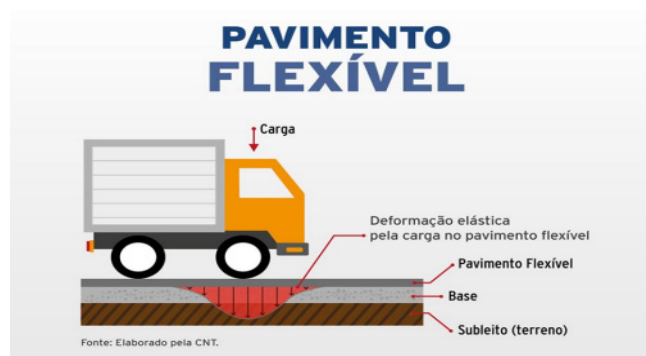 PAVIMENTO
FLEXÍVEL
Carga
Deformação elástica
pela carga no pavimento flexível
Pavimento Flexível
Base
Subleito (terreno)
Fonte: Elaborado pela CNT.